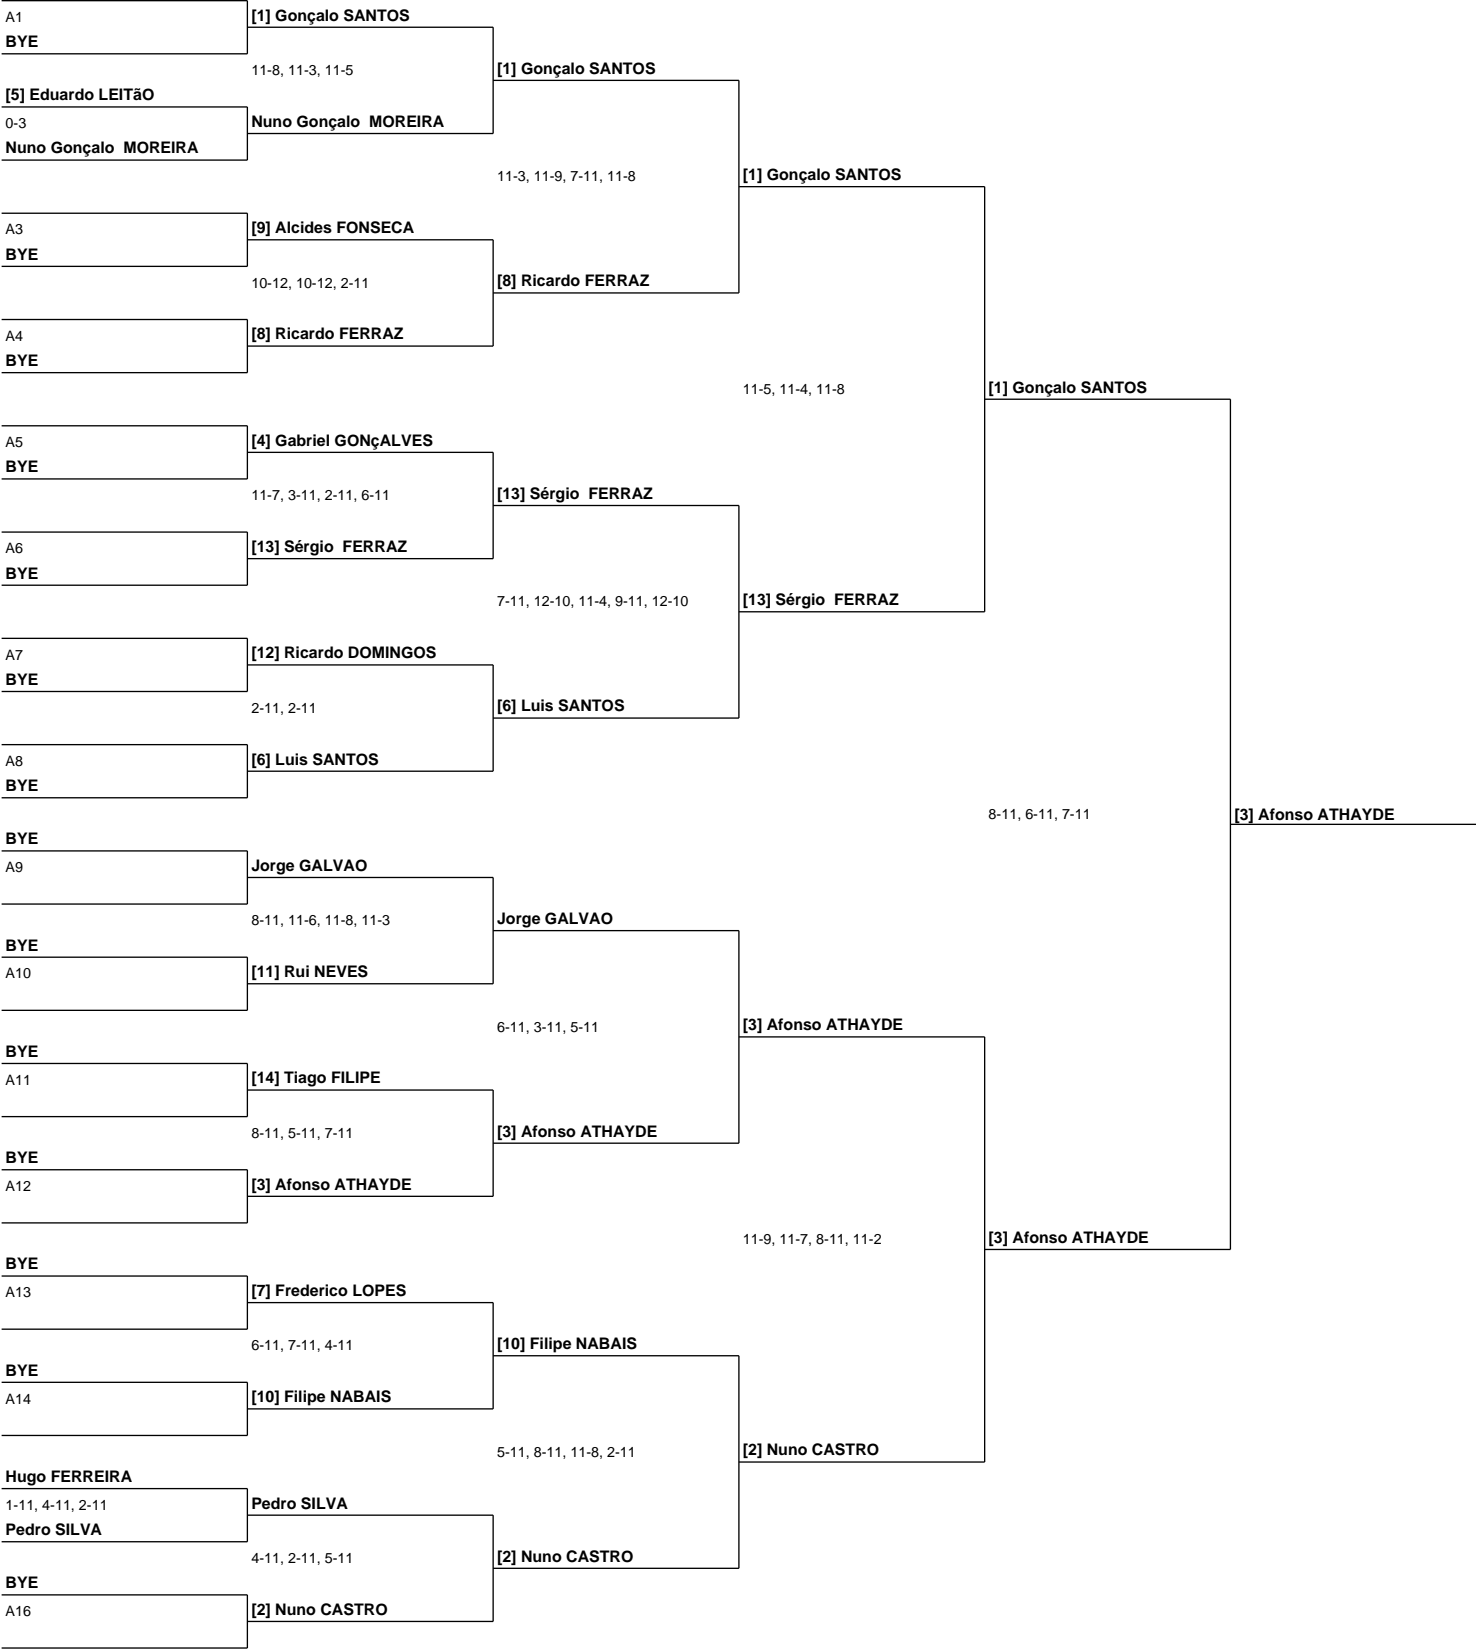 A1
BYE
[1] Gonçalo SANTOS
11-8, 11-3, 11-5
[5] Eduardo LEITãO
0-3
Nuno Gonçalo  MOREIRA
Nuno Gonçalo  MOREIRA
[1] Gonçalo SANTOS
11-3, 11-9, 7-11, 11-8
A3
BYE
[9] Alcides FONSECA
10-12, 10-12, 2-11
A4
BYE
[8] Ricardo FERRAZ
[8] Ricardo FERRAZ
[1] Gonçalo SANTOS
11-5, 11-4, 11-8
A5
BYE
[4] Gabriel GONçALVES
11-7, 3-11, 2-11, 6-11
A6
BYE
[13] Sérgio  FERRAZ
[13] Sérgio  FERRAZ
7-11, 12-10, 11-4, 9-11, 12-10
A7
BYE
[12] Ricardo DOMINGOS
2-11, 2-11
A8
BYE
[6] Luis SANTOS
[6] Luis SANTOS
[13] Sérgio  FERRAZ
[1] Gonçalo SANTOS
8-11, 6-11, 7-11
[3] Afonso ATHAYDE
BYE
A9
Jorge GALVAO
8-11, 11-6, 11-8, 11-3
BYE
A10
[11] Rui NEVES
Jorge GALVAO
6-11, 3-11, 5-11
BYE
A11
[14] Tiago FILIPE
8-11, 5-11, 7-11
BYE
A12
[3] Afonso ATHAYDE
[3] Afonso ATHAYDE
[3] Afonso ATHAYDE
11-9, 11-7, 8-11, 11-2
[3] Afonso ATHAYDE
BYE
A13
[7] Frederico LOPES
6-11, 7-11, 4-11
BYE
A14
[10] Filipe NABAIS
[10] Filipe NABAIS
5-11, 8-11, 11-8, 2-11
[2] Nuno CASTRO
Hugo FERREIRA
1-11, 4-11, 2-11
Pedro SILVA
Pedro SILVA
4-11, 2-11, 5-11
[2] Nuno CASTRO
BYE
A16
[2] Nuno CASTRO